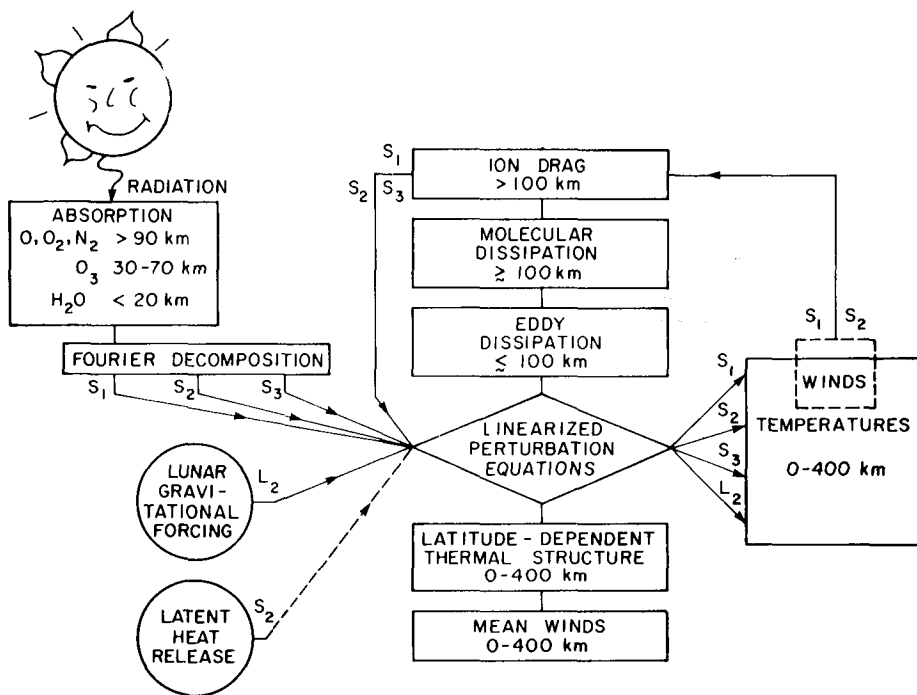 RADIATION
ABSORPTION
O, O₂, N₂ > 90 km
O₃ 30-70 km
H₂O < 20 km
FOURIER DECOMPOSITION
S₁ S₂ S₃
LUNAR
GRAVI-
TATIONAL
FORCING
L₂
LATENT
HEAT
RELEASE
S₂
S₁
S₂ S₃
ION DRAG
> 100 km
MOLECULAR
DISSIPATION
≳ 100 km
EDDY
DISSIPATION
≲ 100 km
LINEARIZED
PERTURBATION
EQUATIONS
LATITUDE - DEPENDENT
THERMAL STRUCTURE
0-400 km
MEAN WINDS
0-400 km
S₁
S₂
S₃
L₂
S₁ S₂
WINDS
TEMPERATURES
0-400 km